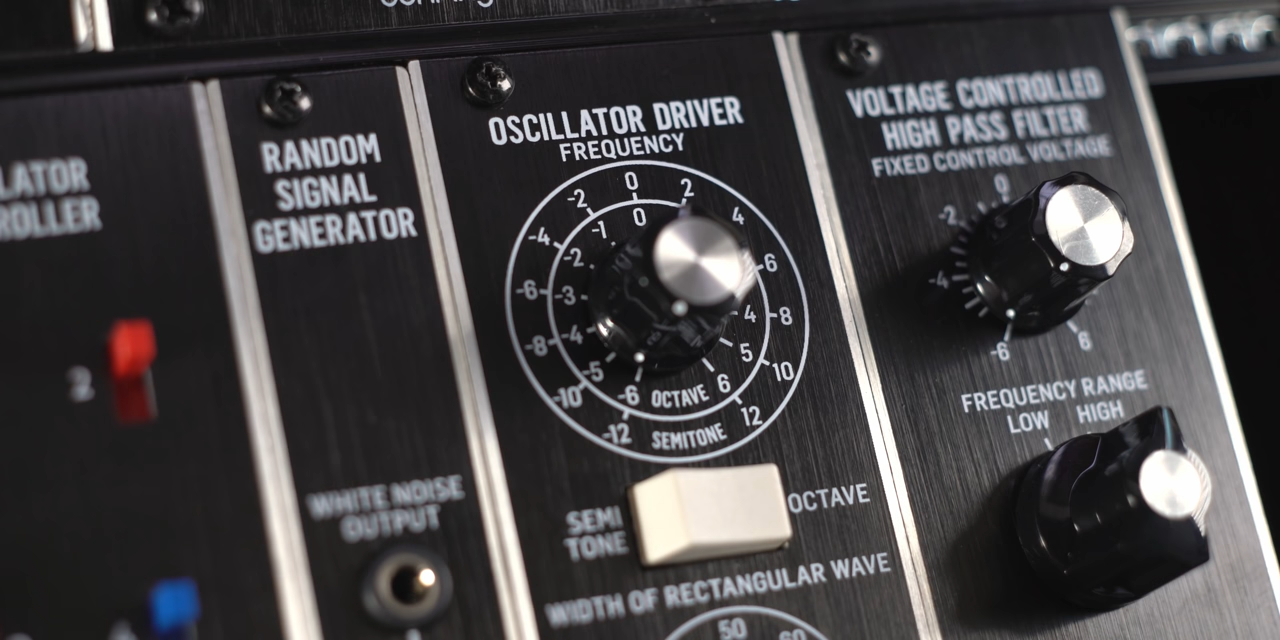 LATOR
ROLLER
2
RANDOM
SIGNAL
GENERATOR
WHITE NOISE
OUTPUT
OSCILLATOR DRIVER
FREQUENCY
0
-2 2
-4 4
-6 6
-8 8
-10 10
-12 12
SEMITONE
0
-1
-2
-3
-4 4
-5 5
-6 6
OCTAVE
SEMI
TONE
OCTAVE
WIDTH OF RECTANGULAR WAVE
50 60
VOLTAGE CONTROLLED
HIGH PASS FILTER
FIXED CONTROL VOLTAGE
0
-2
-4
-6 6
FREQUENCY RANGE
LOW HIGH